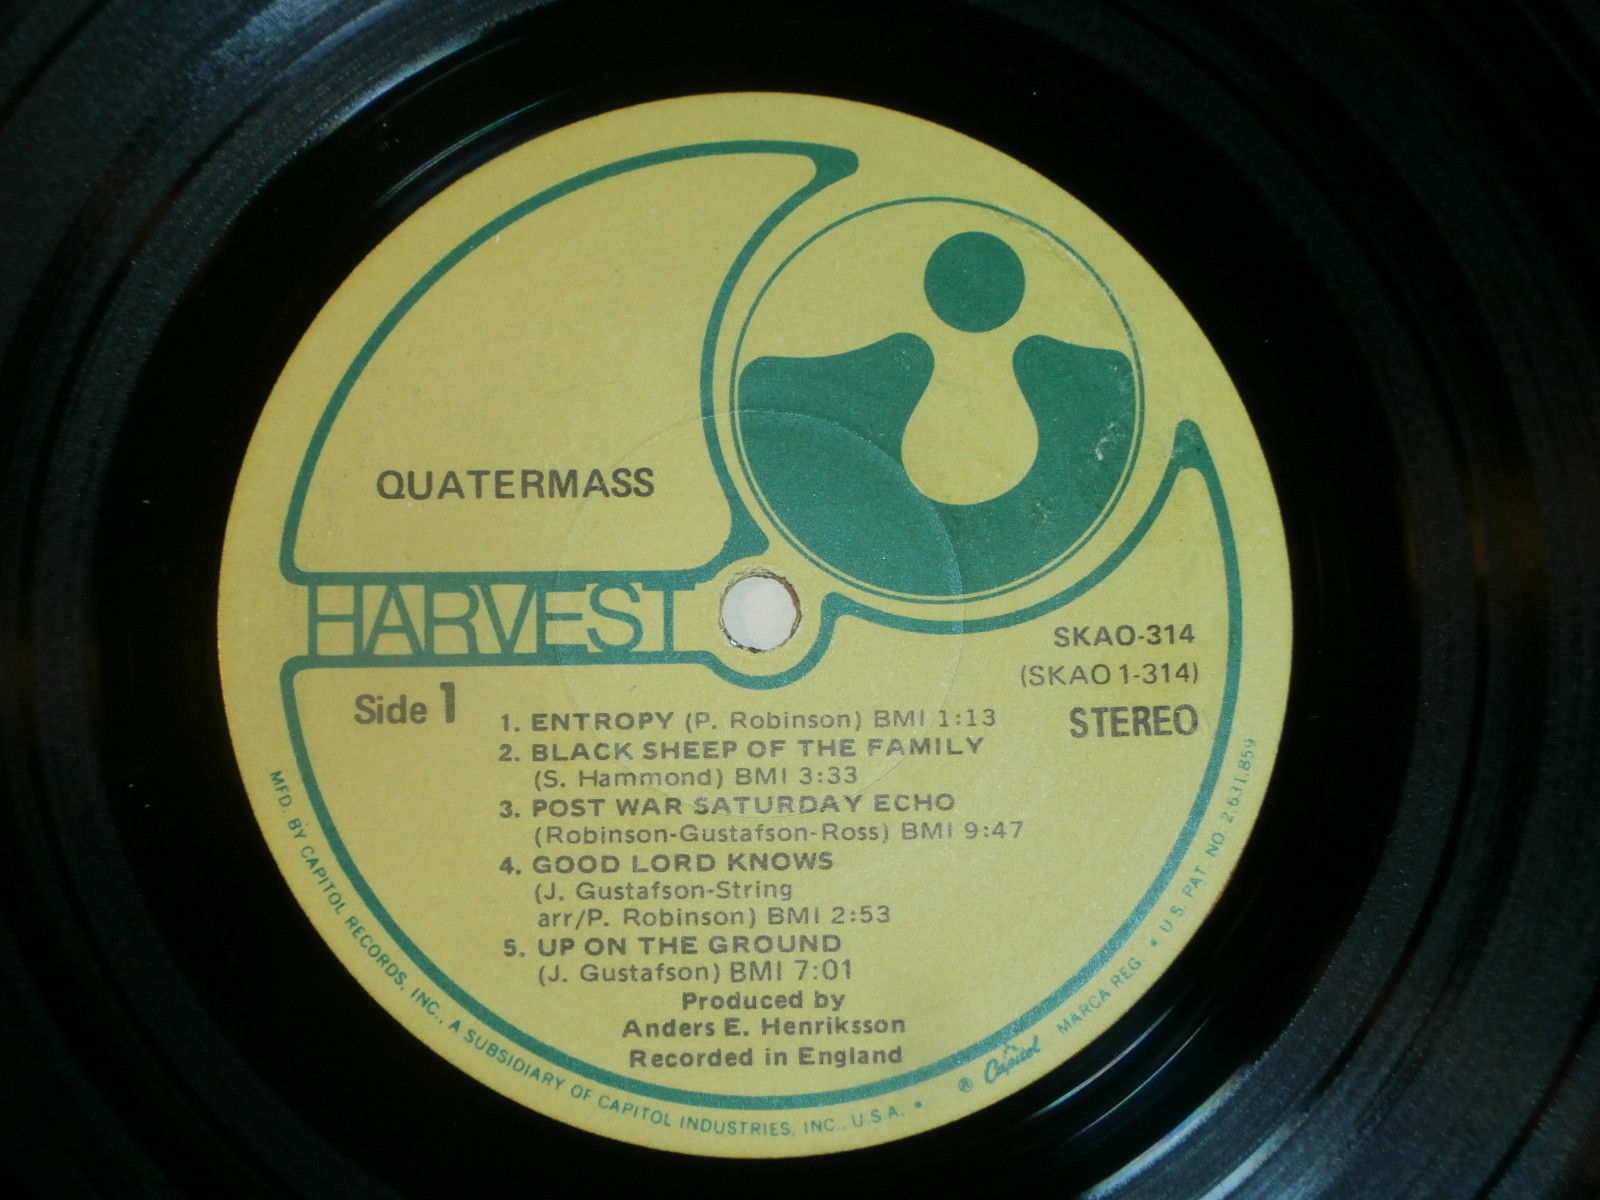 QUATERMASS
HARVEST
SKAO-314
(SKAO 1-314)
STEREO
Side 1
1. ENTROPY (P. Robinson) BMI 1:13
2. BLACK SHEEP OF THE FAMILY
(S. Hammond) BMI 3:33
3. POST WAR SATURDAY ECHO
(Robinson-Gustafson-Ross) BMI 9:47
4. GOOD LORD KNOWS
(J. Gustafson-String
arr/P. Robinson) BMI 2:53
5. UP ON THE GROUND
(J. Gustafson) BMI 7:01
Produced by
Anders E. Henriksson
Recorded in England
MFD. BY CAPITOL RECORDS, INC., A SUBSIDIARY OF CAPITOL INDUSTRIES, INC., U.S.A. • ® Capitol MARCA REG. • U.S. PAT. NO. 2,631,859